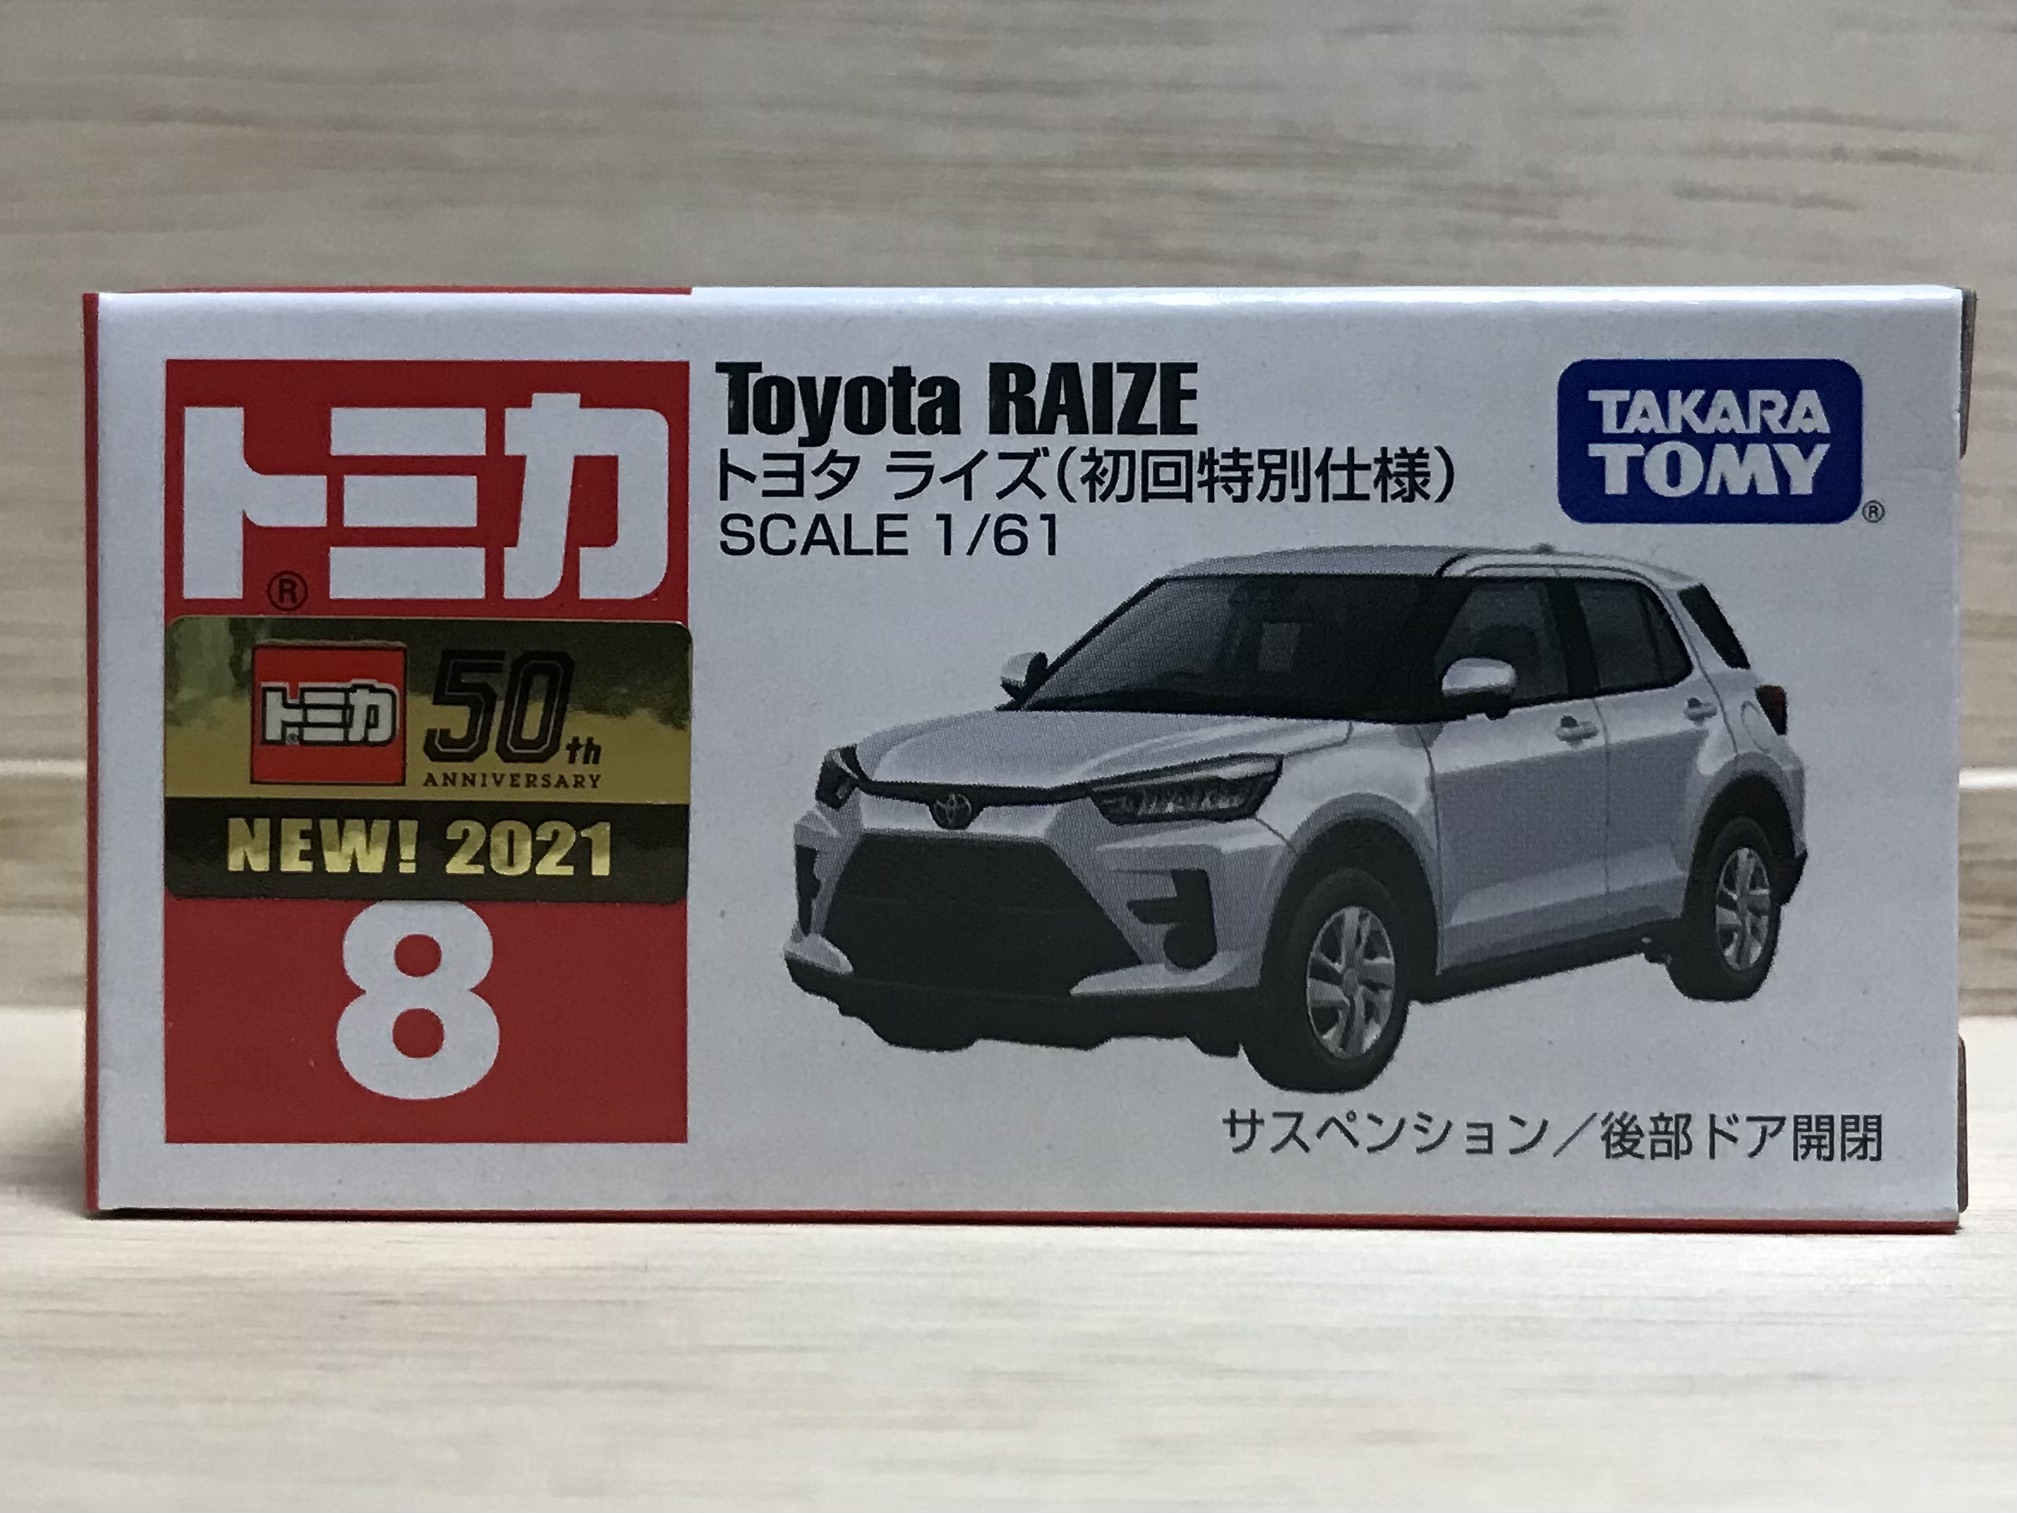 トミカ
®
トミカ
50th
ANNIVERSARY
NEW! 2021
8
Toyota RAIZE
トヨタ ライズ（初回特別仕様）
SCALE 1/61
TAKARA
TOMY
®
サスペンション／後部ドア開閉